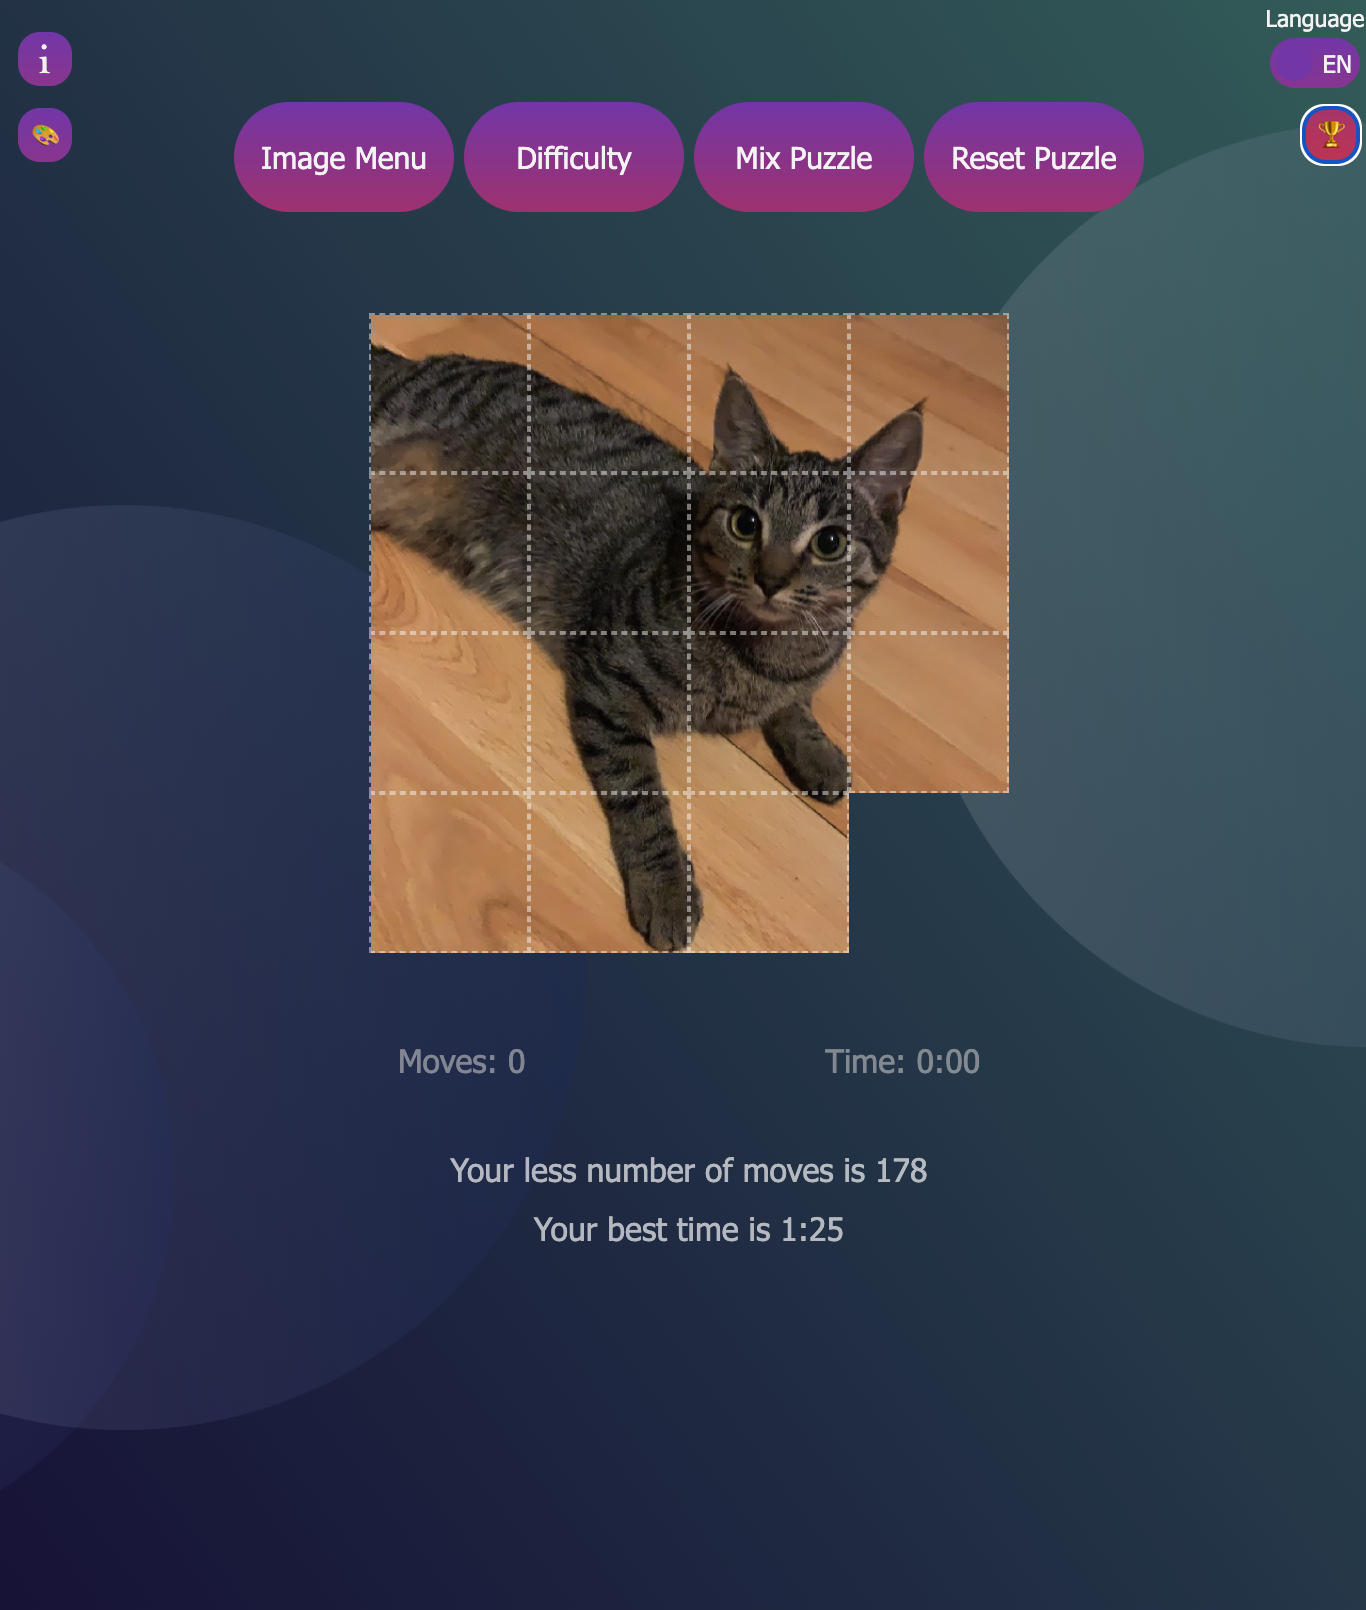 Language
i
EN
Image Menu
Difficulty
Mix Puzzle
Reset Puzzle
Moves: 0
Time: 0:00
Your less number of moves is 178
Your best time is 1:25